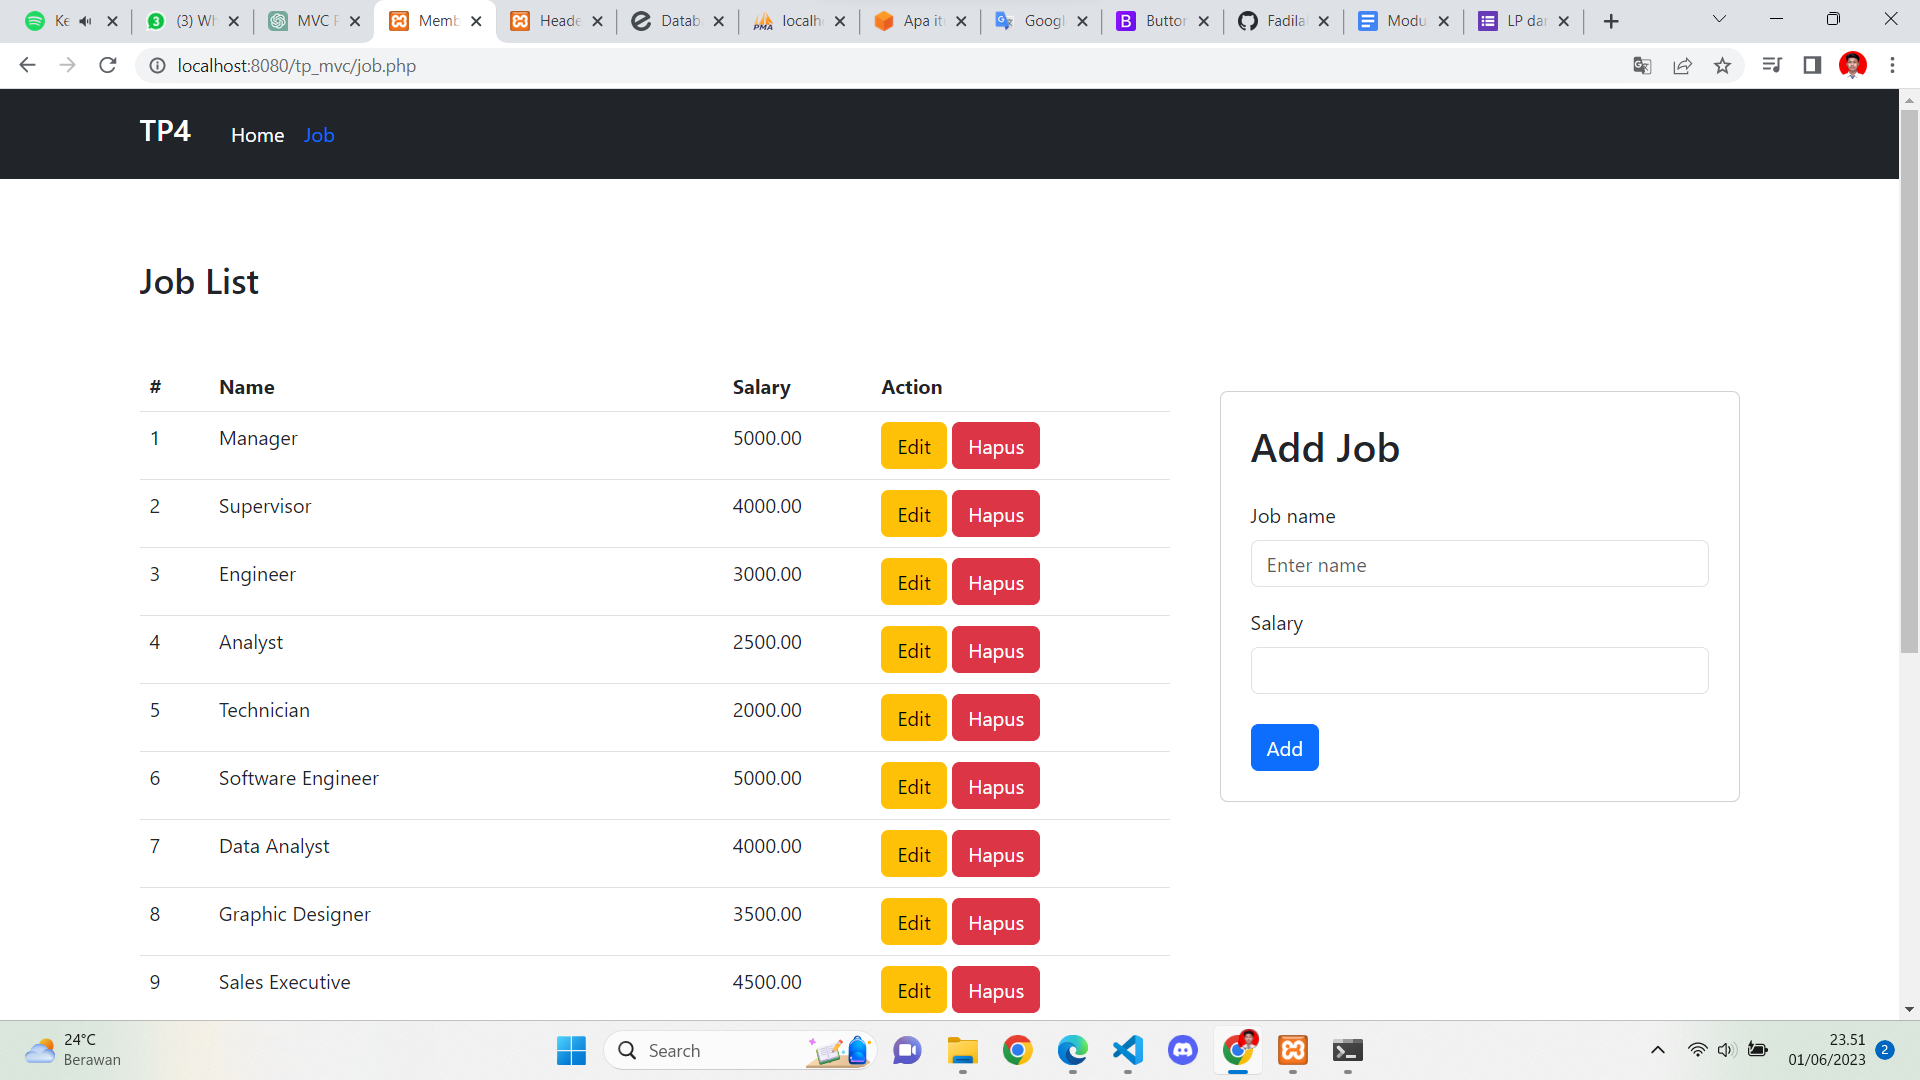 Ke
(3) Wh
MVC P
Memb
Heade
Datab
localho
Apa it
Googl
Button
Fadila
Modu
LP dar
localhost:8080/tp_mvc/job.php
TP4 Home Job
Job List
# Name Salary Action
1 Manager 5000.00 Edit Hapus
2 Supervisor 4000.00 Edit Hapus
3 Engineer 3000.00 Edit Hapus
4 Analyst 2500.00 Edit Hapus
5 Technician 2000.00 Edit Hapus
6 Software Engineer 5000.00 Edit Hapus
7 Data Analyst 4000.00 Edit Hapus
8 Graphic Designer 3500.00 Edit Hapus
9 Sales Executive 4500.00 Edit Hapus
Add Job
Job name
Enter name
Salary
Add
24°C
Berawan
Search
23.51
01/06/2023
2